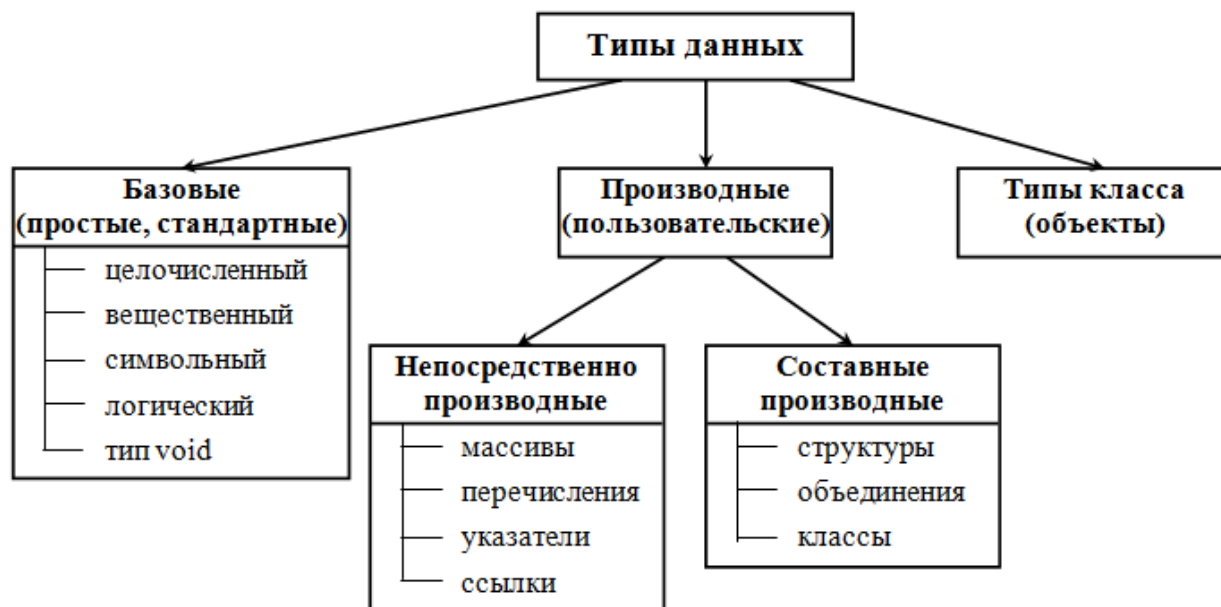 Типы данных
Базовые
(простые, стандартные)
целочисленный
вещественный
символьный
логический
тип void
Производные
(пользовательские)
Непосредственно
производные
массивы
перечисления
указатели
ссылки
Составные
производные
структуры
объединения
классы
Типы класса
(объекты)